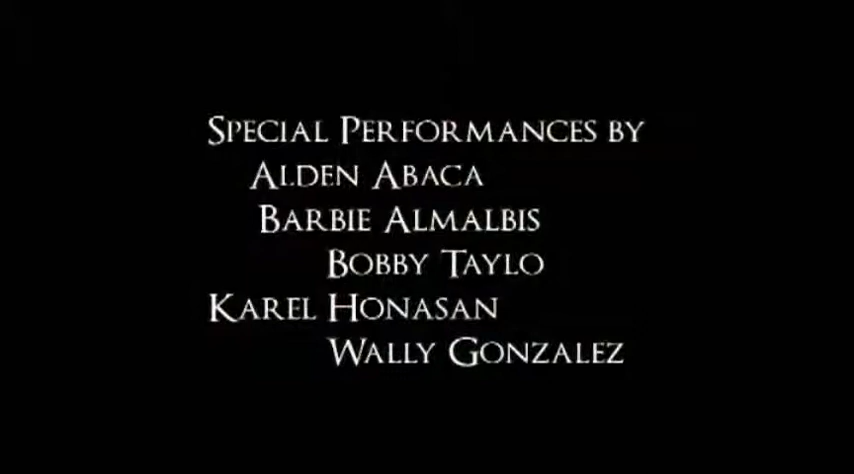 Special Performances by
Alden Abaca
Barbie Almalbis
Bobby Taylo
Karel Honasan
Wally Gonzalez